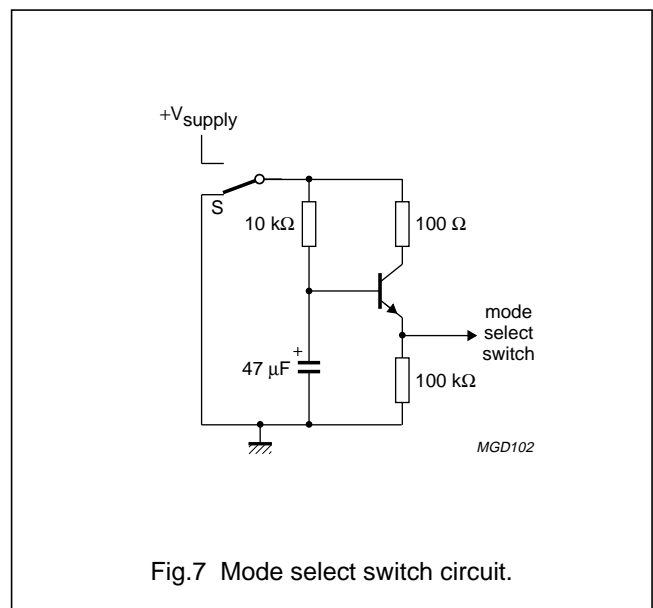 +Vsupply
S
10 kΩ
100 Ω
mode
select
switch
+
47 μF
100 kΩ
MGD102
Fig.7 Mode select switch circuit.